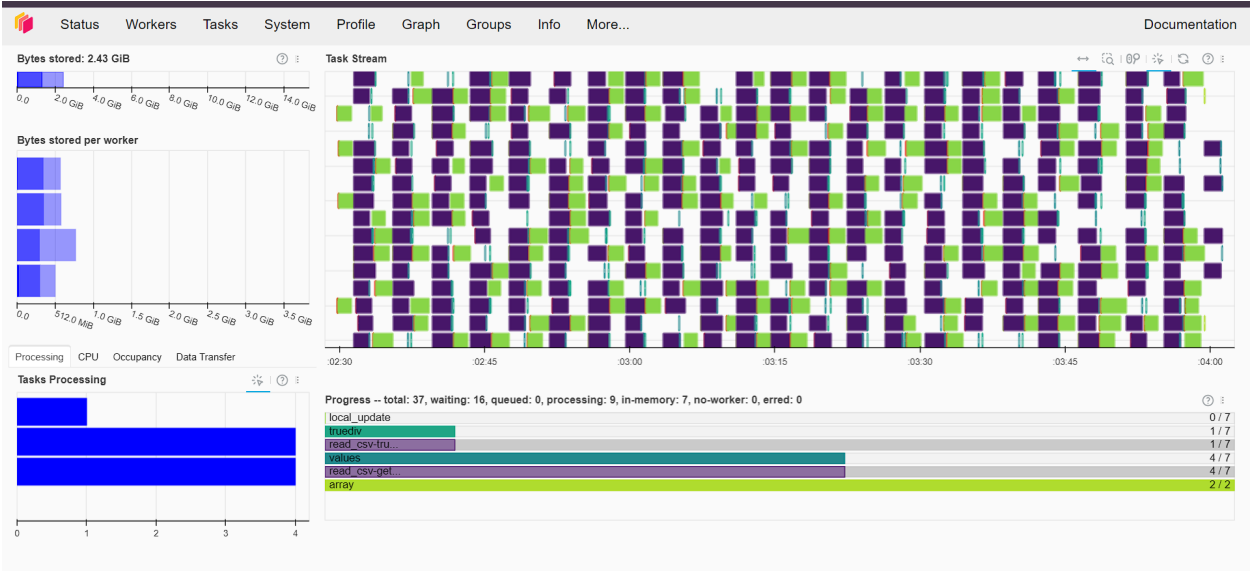 Status Workers Tasks System Profile Graph Groups Info More... Documentation
Bytes stored: 2.43 GiB
0.0 2.0 GiB 4.0 GiB 6.0 GiB 8.0 GiB 10.0 GiB 12.0 GiB 14.0 GiB
Bytes stored per worker
0.0 512.0 MiB 1.0 GiB 1.5 GiB 2.0 GiB 2.5 GiB 3.0 GiB 3.5 GiB
Processing CPU Occupancy Data Transfer
Tasks Processing
0 1 2 3 4
Task Stream
:02:30 :02:45 :03:00 :03:15 :03:30 :03:45 :04:00
Progress -- total: 37, waiting: 16, queued: 0, processing: 9, in-memory: 7, no-worker: 0, erred: 0
local_update 0 / 7
truediv 1 / 7
read_csv-tru... 1 / 7
values 4 / 7
read_csv-get... 4 / 7
array 2 / 2